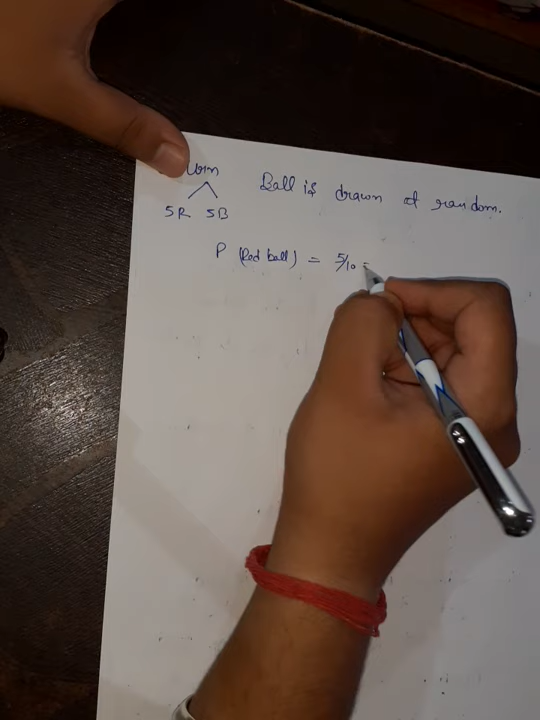 Urn Ball is drawn at random.
5R 5B
P (Red ball) = 5/10 =